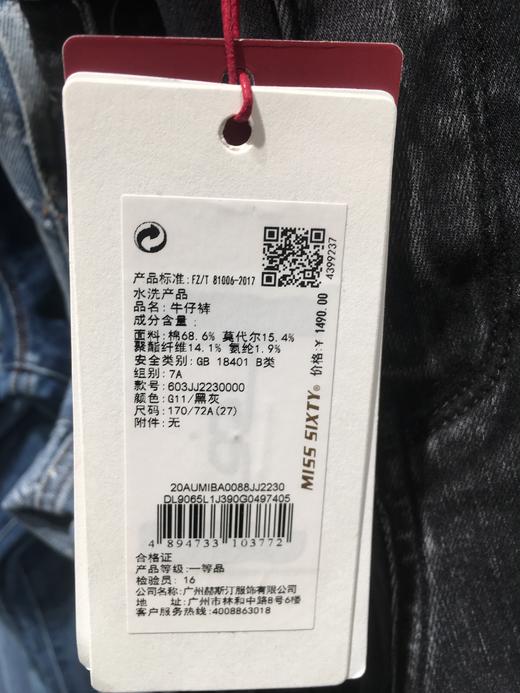 产品标准:FZ/T 81006-2017
水洗产品
品名:牛仔裤
成分含量:
面料:棉68.6% 莫代尔15.4%
聚酯纤维14.1% 氨纶1.9%
安全类别:GB 18401 B类
组别:7A
款号:603JJ2230000
颜色:G11/黑灰
尺码:170/72A(27)
附件:无
4399237
价格:¥ 1490.00
MISS SIXTY®
20AUMIBA0088JJ2230
DL9065L1J390G0497405
4 894733 103772
合格证
产品等级:一等品
检验员:16
公司名称:广州赫斯汀服饰有限公司
地 址:广州市林和中路8号6楼
客户服务热线:4008863018